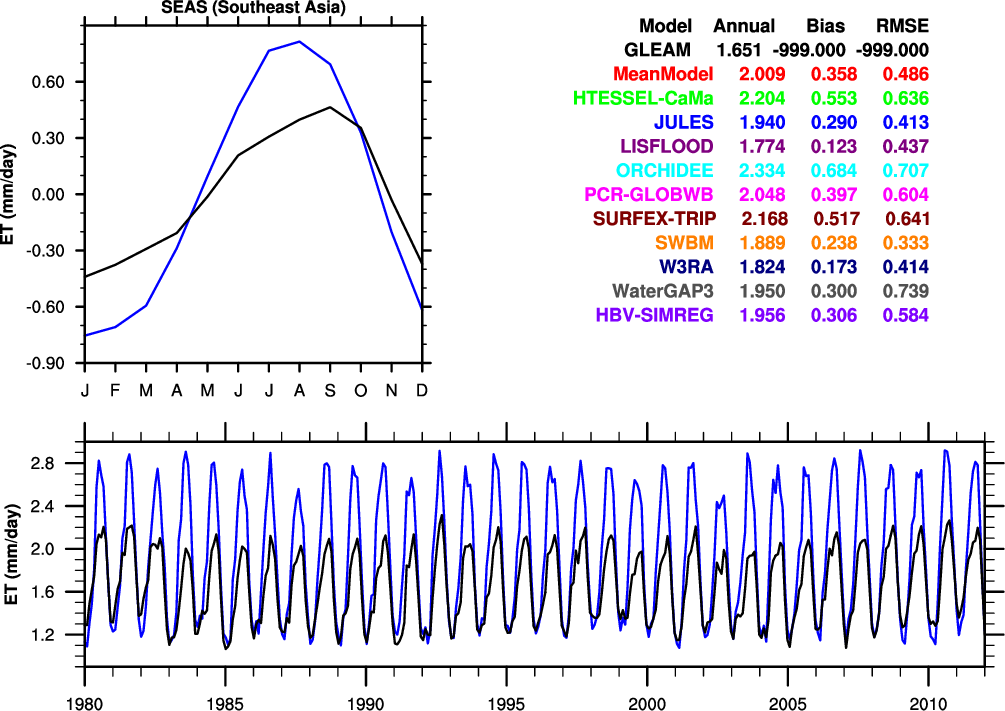 SEAS (Southeast Asia)
ET (mm/day)
0.60
0.30
0.00
-0.30
-0.60
-0.90
J F M A M J J A S O N D
Model Annual Bias RMSE
GLEAM 1.651 -999.000 -999.000
MeanModel 2.009 0.358 0.486
HTESSEL-CaMa 2.204 0.553 0.636
JULES 1.940 0.290 0.413
LISFLOOD 1.774 0.123 0.437
ORCHIDEE 2.334 0.684 0.707
PCR-GLOBWB 2.048 0.397 0.604
SURFEX-TRIP 2.168 0.517 0.641
SWBM 1.889 0.238 0.333
W3RA 1.824 0.173 0.414
WaterGAP3 1.950 0.300 0.739
HBV-SIMREG 1.956 0.306 0.584
ET (mm/day)
2.8
2.4
2.0
1.6
1.2
1980 1985 1990 1995 2000 2005 2010